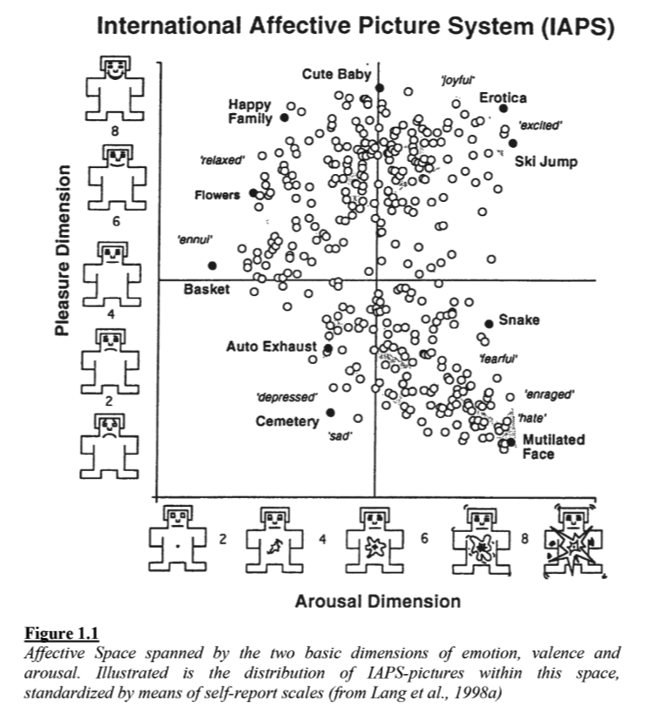 International Affective Picture System (IAPS)
Cute Baby
'joyful'
Erotica
Happy
Family
'excited'
'relaxed'
Ski Jump
Flowers
'ennui'
Basket
Snake
Auto Exhaust
'fearful'
'depressed'
'enraged'
Cemetery
'hate'
'sad'
Mutilated
Face
Pleasure Dimension
8
6
4
2
2 4 6 8
Arousal Dimension
Figure 1.1
Affective Space spanned by the two basic dimensions of emotion, valence and
arousal. Illustrated is the distribution of IAPS-pictures within this space,
standardized by means of self-report scales (from Lang et al., 1998a)